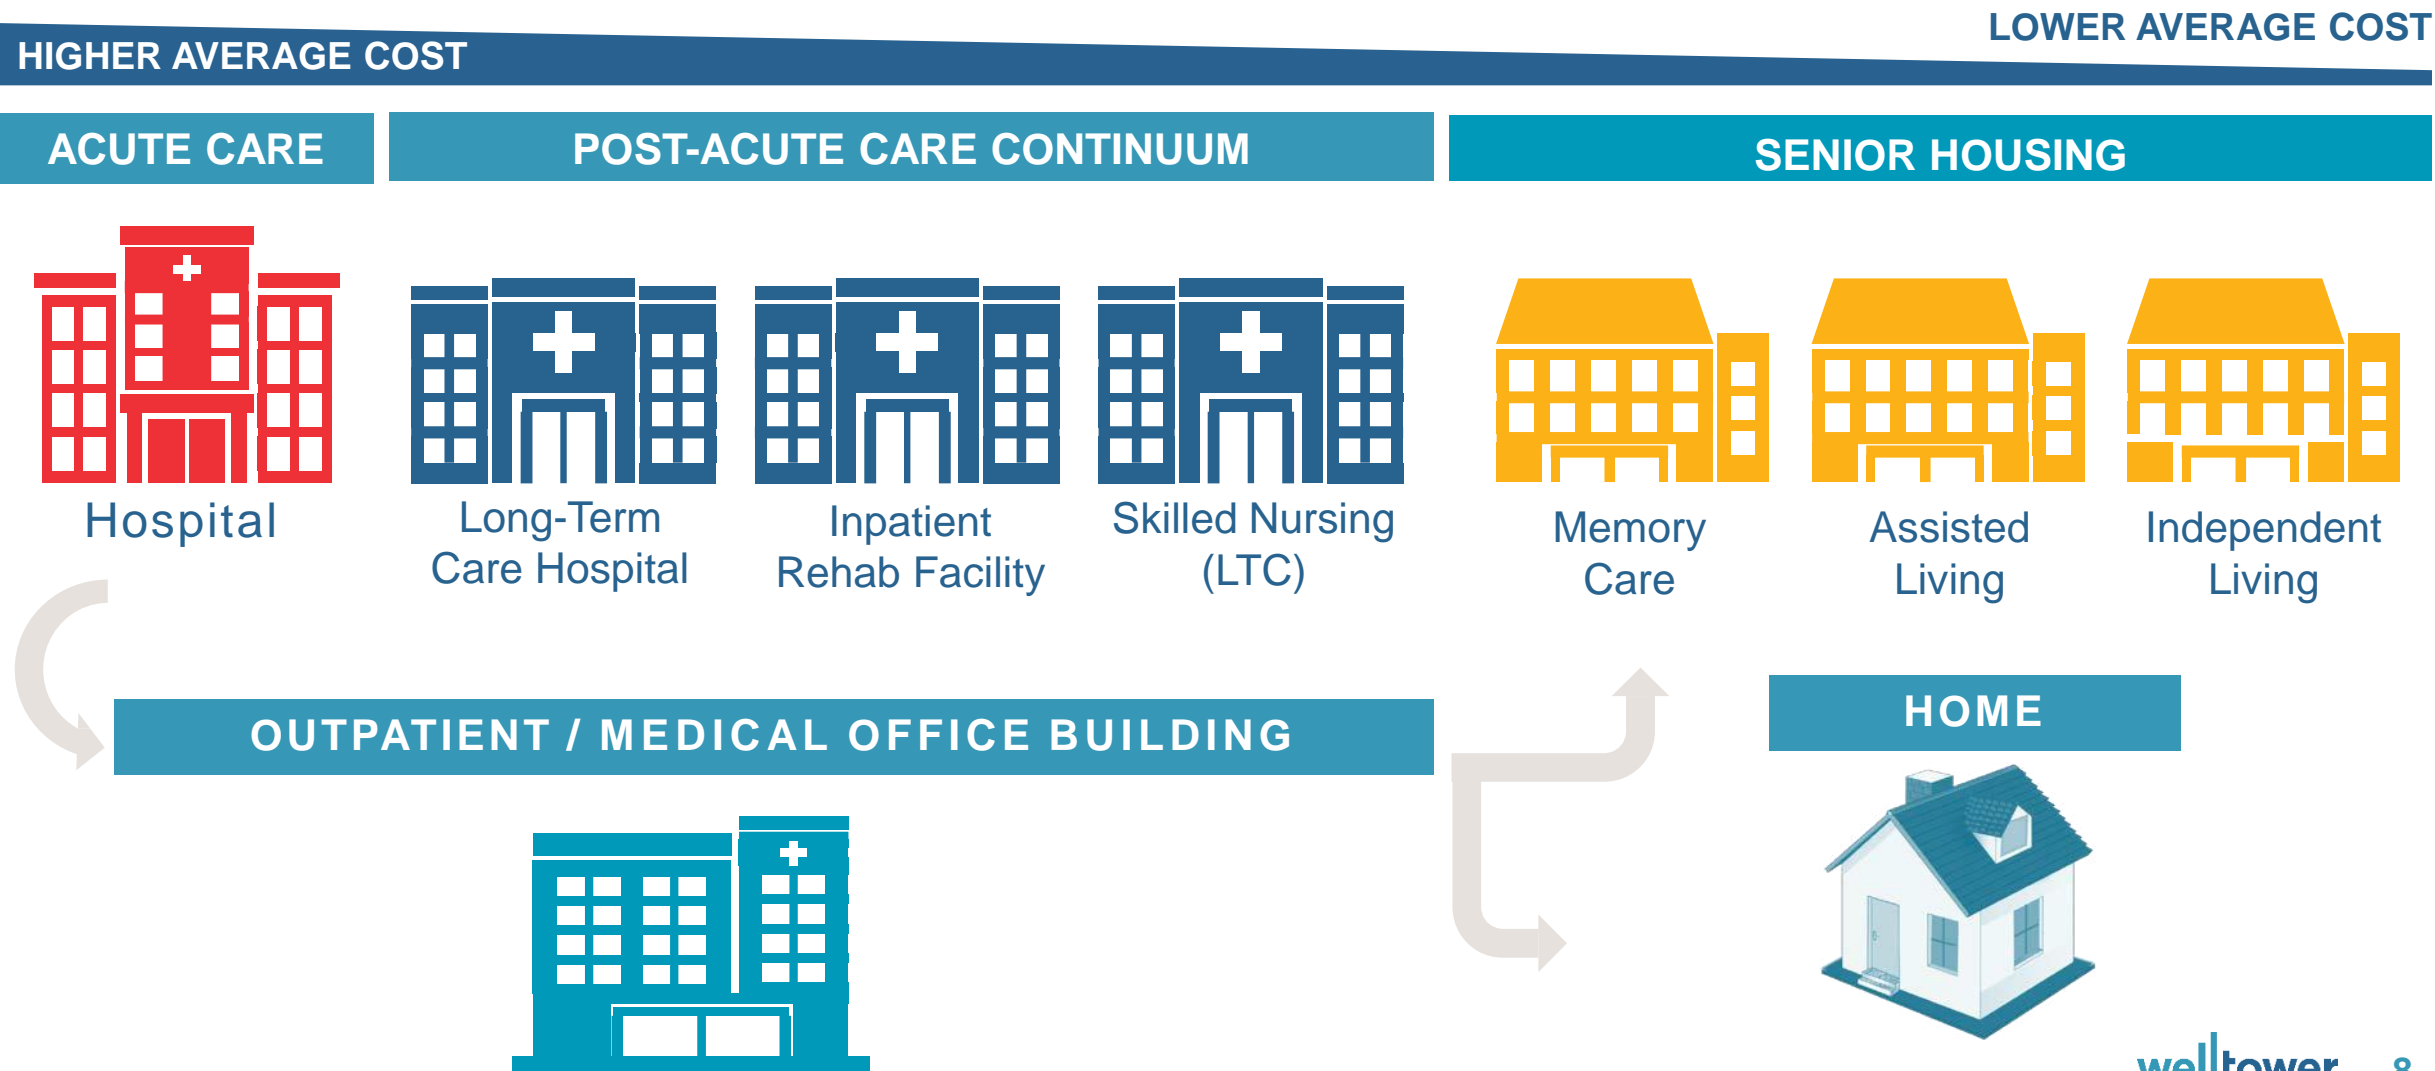 LOWER AVERAGE COST
HIGHER AVERAGE COST
ACUTE CARE
POST-ACUTE CARE CONTINUUM
SENIOR HOUSING
Hospital
Long-Term
Care Hospital
Inpatient
Rehab Facility
Skilled Nursing
(LTC)
Memory
Care
Assisted
Living
Independent
Living
OUTPATIENT / MEDICAL OFFICE BUILDING
HOME
welltower
8